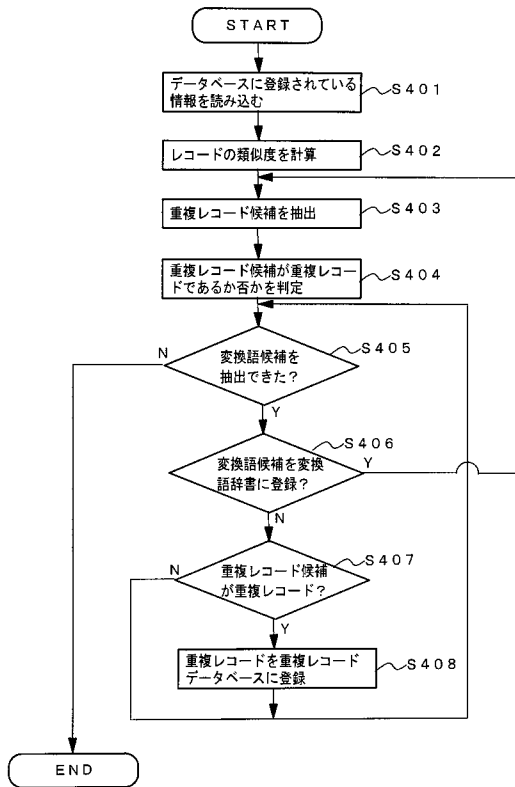 START
データベースに登録されている
情報を読み込む
S401
レコードの類似度を計算
S402
重複レコード候補を抽出
S403
重複レコード候補が重複レコー
ドであるか否かを判定
S404
N
変換語候補を
抽出できた?
S405
Y
変換語候補を変換
語辞書に登録?
S406
Y
N
N
重複レコード候補
が重複レコード?
S407
Y
重複レコードを重複レコード
データベースに登録
S408
END